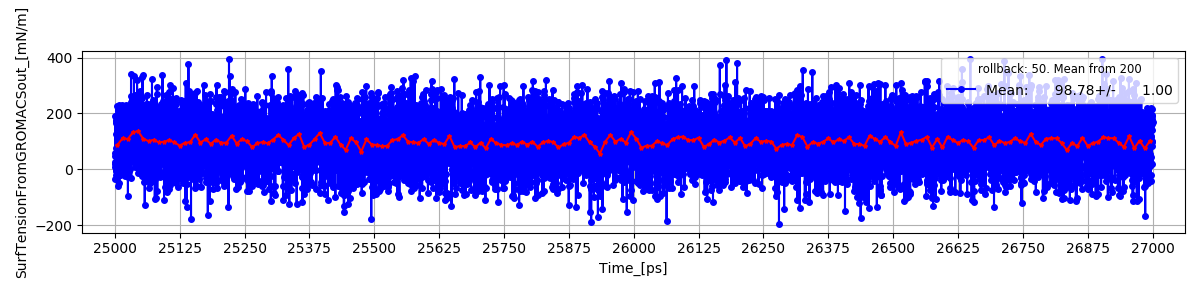 SurfTensionFromGROMACSout_[mN/m]
400
200
0
−200
rollback: 50. Mean from 200
Mean: 98.78+/- 1.00
25000 25125 25250 25375 25500 25625 25750 25875 26000 26125 26250 26375 26500 26625 26750 26875 27000
Time_[ps]